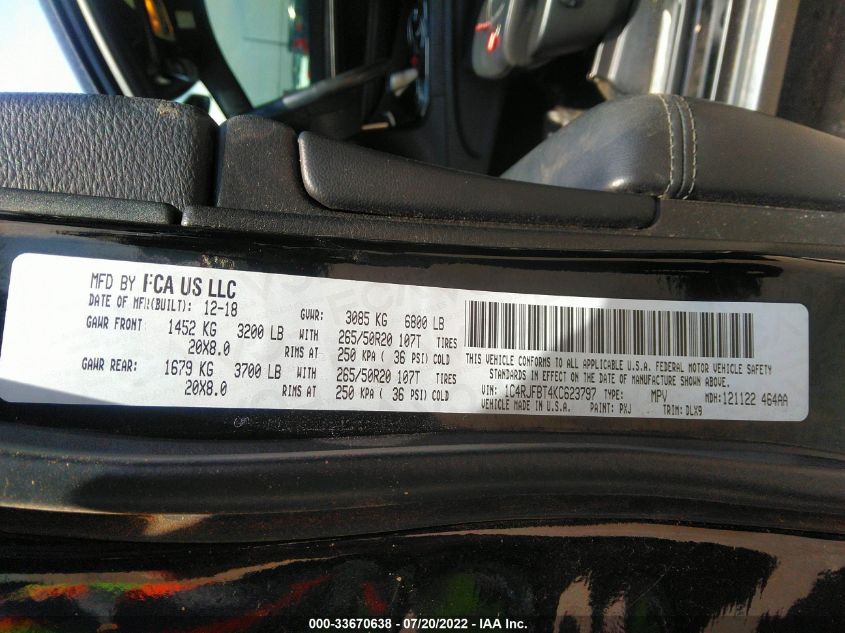 MFD BY FCA US LLC
DATE OF MFR(BUILT): 12-18
GVWR: 3085 KG 6800 LB
GAWR FRONT 1452 KG 3200 LB WITH 265/50R20 107T TIRES
20X8.0 RIMS AT 250 KPA ( 36 PSI) COLD
GAWR REAR: 1679 KG 3700 LB WITH 265/50R20 107T TIRES
20X8.0 RIMS AT 250 KPA ( 36 PSI) COLD
THIS VEHICLE CONFORMS TO ALL APPLICABLE U.S.A. FEDERAL MOTOR VEHICLE SAFETY
STANDARDS IN EFFECT ON THE DATE OF MANUFACTURE SHOWN ABOVE.
VIN: 1C4RJFBT4KC623797 TYPE: MPV MDH:121122 464AA
VEHICLE MADE IN U.S.A. PAINT: PXJ TRIM: DLX9
000-33670638 - 07/20/2022 - IAA Inc.